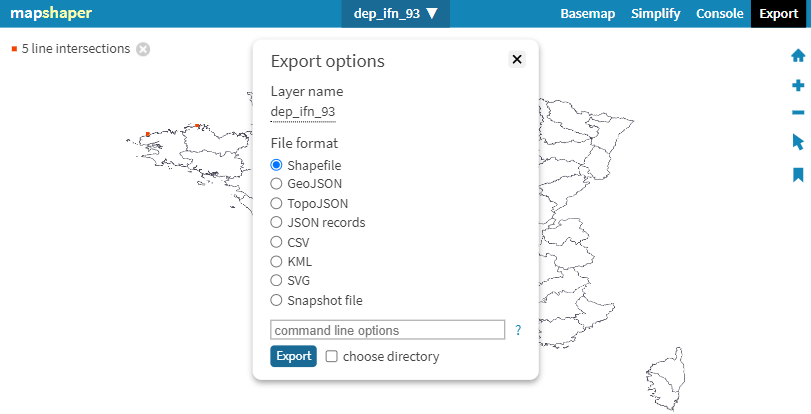 mapshaper
dep_ifn_93 ▼
Basemap Simplify Console Export
5 line intersections
Export options
Layer name
dep_ifn_93
File format
Shapefile
GeoJSON
TopoJSON
JSON records
CSV
KML
SVG
Snapshot file
command line options ?
Export choose directory